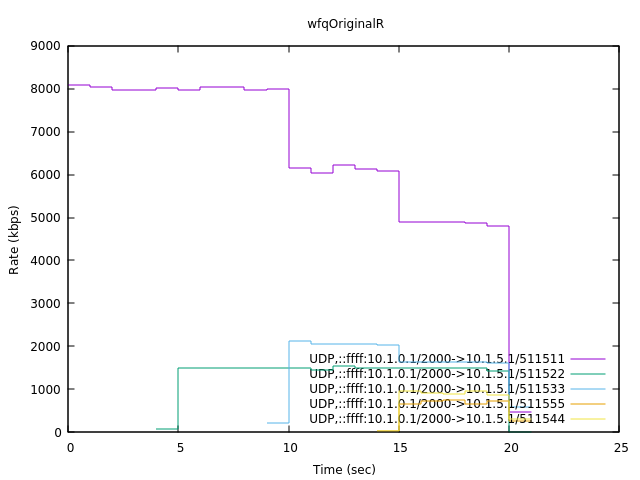 wfqOriginalR
9000
8000
7000
6000
5000
4000
3000
2000
1000
0
Rate (kbps)
UDP,::ffff:10.1.0.1/2000->10.1.5.1/511511
UDP,::ffff:10.1.0.1/2000->10.1.5.1/511522
UDP,::ffff:10.1.0.1/2000->10.1.5.1/511533
UDP,::ffff:10.1.0.1/2000->10.1.5.1/511555
UDP,::ffff:10.1.0.1/2000->10.1.5.1/511544
0 5 10 15 20 25
Time (sec)